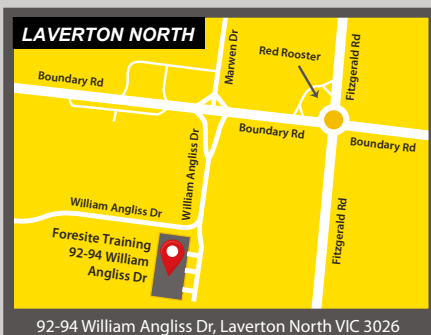 LAVERTON NORTH
Marwen Dr
Red Rooster
Fitzgerald Rd
Boundary Rd
Boundary Rd
Boundary Rd
William Angliss Dr
William Angliss Dr
Fitzgerald Rd
Foresite Training
92-94 William
Angliss Dr
92-94 William Angliss Dr, Laverton North VIC 3026